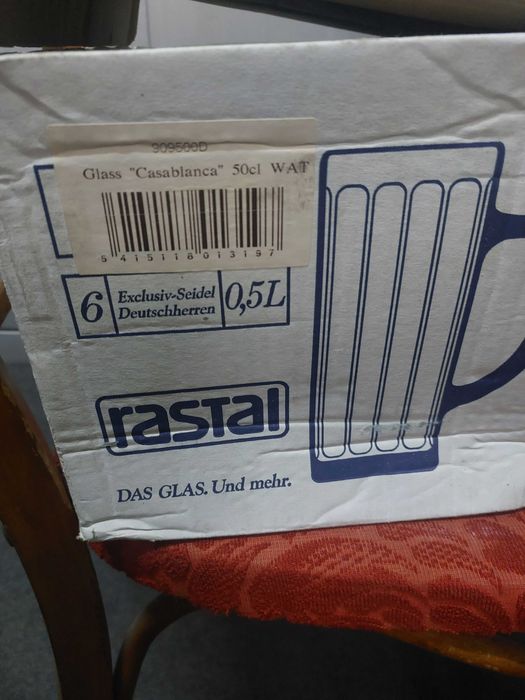 909500D
Glass "Casablanca" 50cl WAT
5 415118 013197
6 Exclusiv-Seidel 0,5L
Deutschherren
rastal
DAS GLAS. Und mehr.